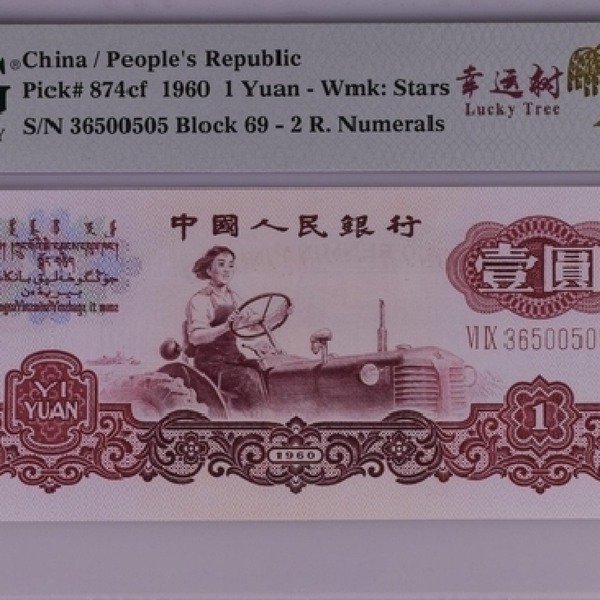 ® China / People's Republic
Pick# 874cf 1960 1 Yuan - Wmk: Stars
S/N 36500505 Block 69 - 2 R. Numerals
幸运树
Lucky Tree
中國人民銀行
壹圓
VI IX 3650050
YI
YUAN
1
1960